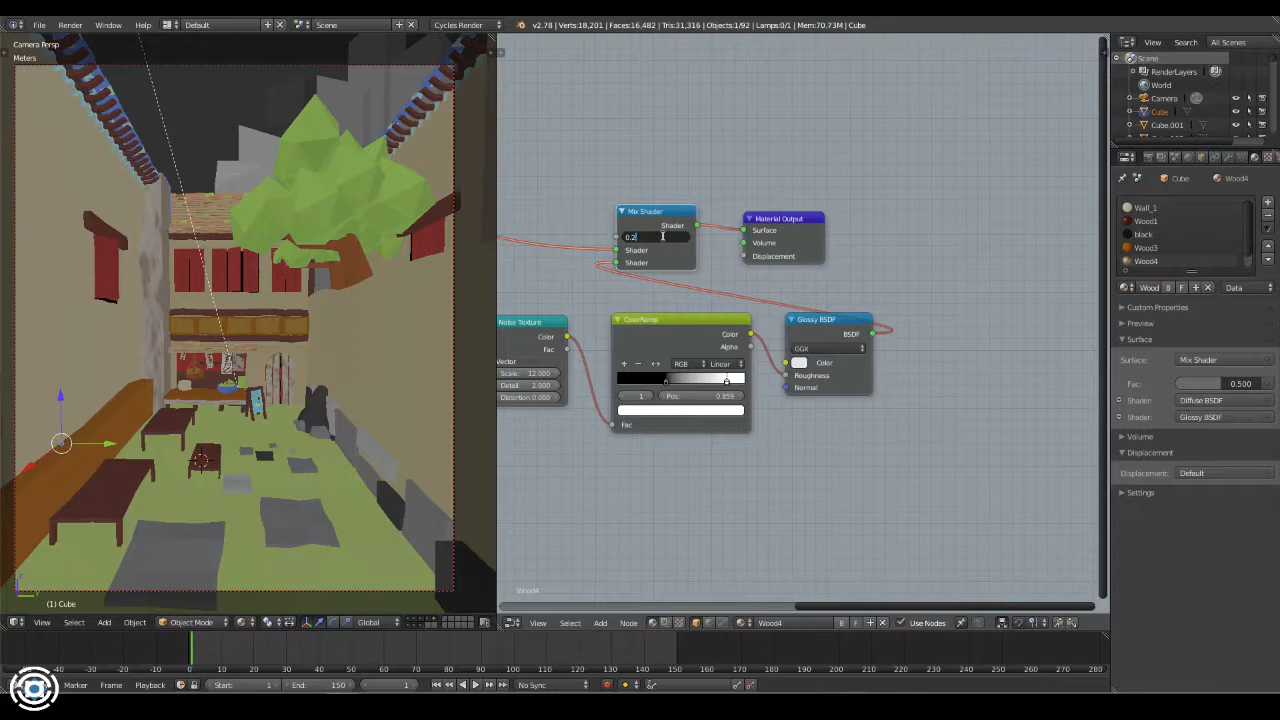 File Render Window Help Default Scene Cycles Render v2.78 | Verts:18,201 | Faces:16,482 | Tris:31,316 | Objects:1/92 | Lamps:0/1 | Mem:70.73M | Cube
Camera Persp
Meters
(1) Cube
View Select Add Object Object Mode Global
Mix Shader
Shader
0.2
Shader
Shader
Material Output
Surface
Volume
Displacement
Noise Texture
Color
Fac
Vector
Scale: 12.000
Detail: 2.000
Distortion:0.000
ColorRamp
Color
Alpha
RGB Linear
1 Pos: 0.859
Fac
Glossy BSDF
BSDF
GGX
Color
Roughness
Normal
Wood4
View Select Add Node Wood4 8 F Use Nodes
View Search All Scenes
Scene
RenderLayers
World
Camera
Cube
Cube.001
Cube Wood4
Wall_1
Wood1
black
Wood3
Wood4
Wood 8 F Data
Custom Properties
Preview
Surface
Surface: Mix Shader
Fac: 0.500
Shader: Diffuse BSDF
Shader: Glossy BSDF
Volume
Displacement
Displacement: Default
Settings
-40 -30 -20 -10 0 10 20 30 40 50 60 70 80 90 100 110 120 130 140 150 160 170 180 190 200 210 220 230 240 250 260 270 280
Marker Frame Playback Start: 1 End: 150 1 No Sync